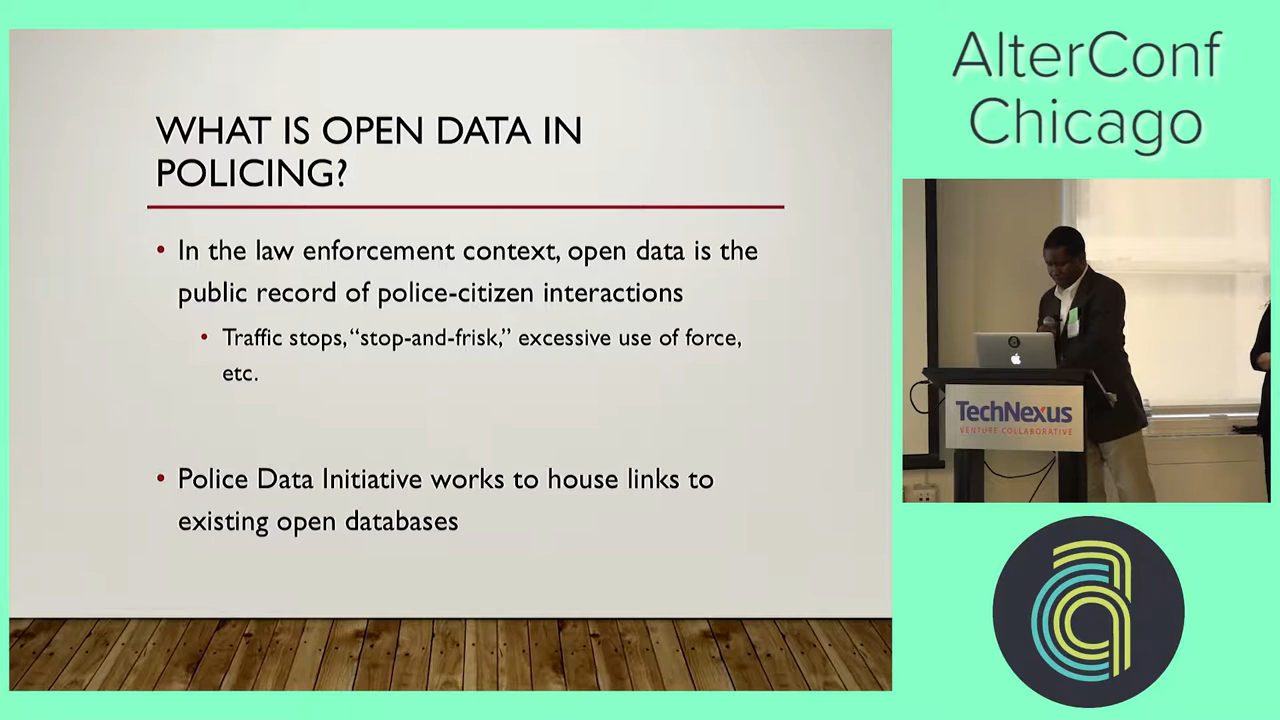 WHAT IS OPEN DATA IN
POLICING?
• In the law enforcement context, open data is the
public record of police-citizen interactions
• Traffic stops, “stop-and-frisk,” excessive use of force,
etc.
• Police Data Initiative works to house links to
existing open databases
AlterConf
Chicago
TechNexus
VENTURE COLLABORATIVE